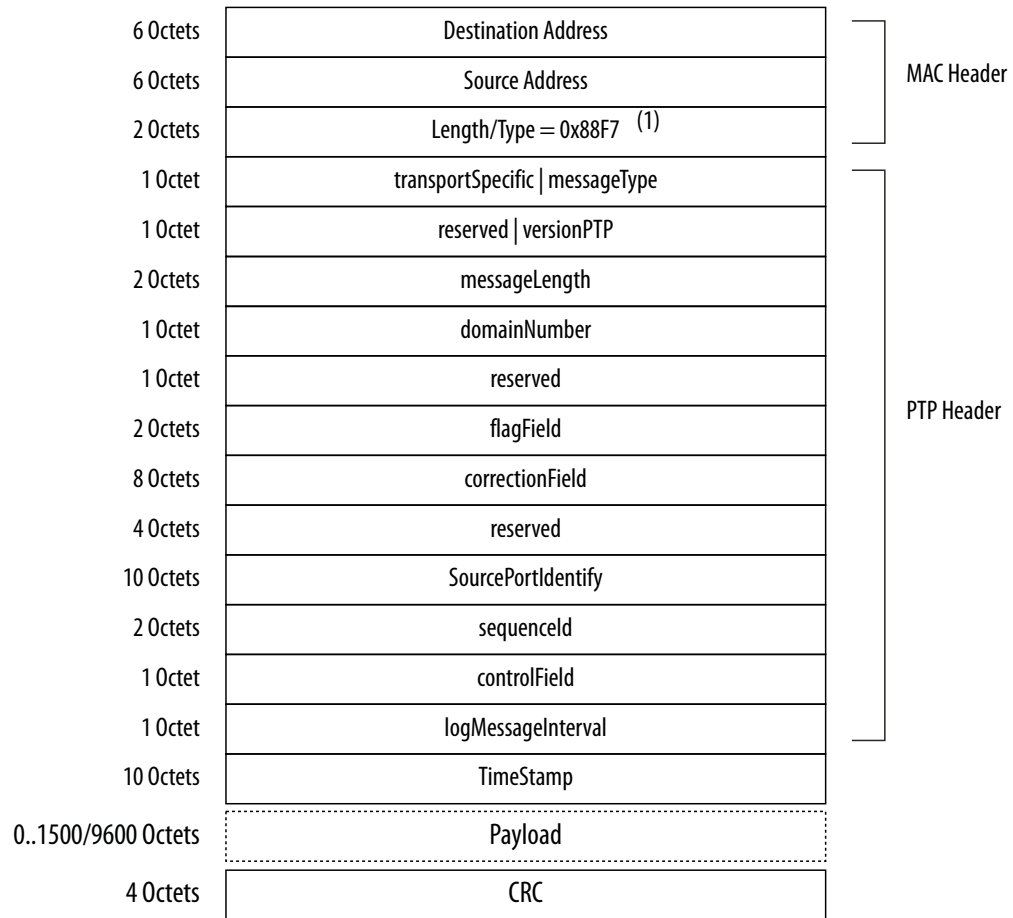 6 Octets Destination Address
6 Octets Source Address
MAC Header
2 Octets Length/Type = 0x88F7 (1)
1 Octet transportSpecific | messageType
1 Octet reserved | versionPTP
2 Octets messageLength
1 Octet domainNumber
1 Octet reserved
2 Octets flagField
PTP Header
8 Octets correctionField
4 Octets reserved
10 Octets SourcePortIdentify
2 Octets sequenceId
1 Octet controlField
1 Octet logMessageInterval
10 Octets TimeStamp
0..1500/9600 Octets Payload
4 Octets CRC